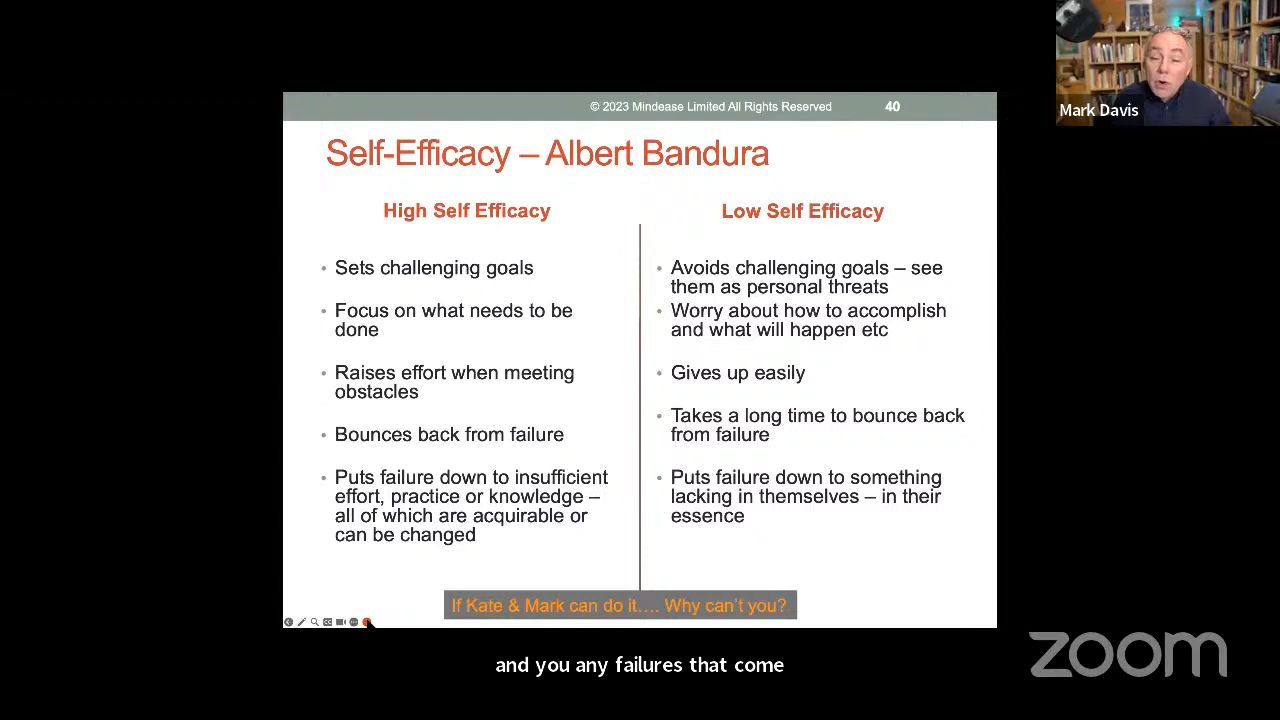 © 2023 Mindease Limited All Rights Reserved 40
Mark Davis
Self-Efficacy – Albert Bandura
High Self Efficacy
• Sets challenging goals
• Focus on what needs to be
done
• Raises effort when meeting
obstacles
• Bounces back from failure
• Puts failure down to insufficient
effort, practice or knowledge –
all of which are acquirable or
can be changed
Low Self Efficacy
• Avoids challenging goals – see
them as personal threats
• Worry about how to accomplish
and what will happen etc
• Gives up easily
• Takes a long time to bounce back
from failure
• Puts failure down to something
lacking in themselves – in their
essence
If Kate & Mark can do it…. Why can't you?
and you any failures that come
zoom